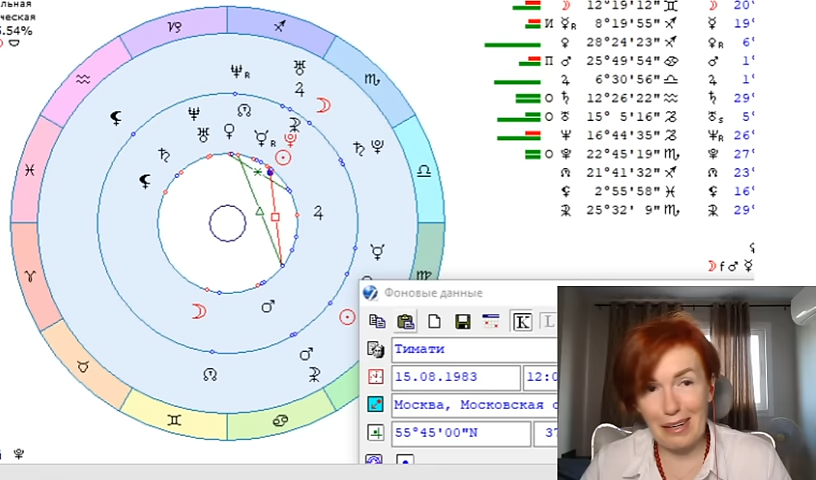 льная
ческая
5.54%
12°19'12" 20°
И R 8°19'55" 19°
28°24'23" R 6°
П 25°49'54" 1°
6°30'56" 1°
О 12°26'22" 29°
О 15° 5'16" s 5°
16°44'35" R 26°
О 22°45'19" 27°
21°41'32" 23°
2°55'58" 16°
25°32' 9" 29°
f
R
R
Фоновые данные
K L
Тимати
15.08.1983 12:0
Москва, Московская о
55°45'00"N 37